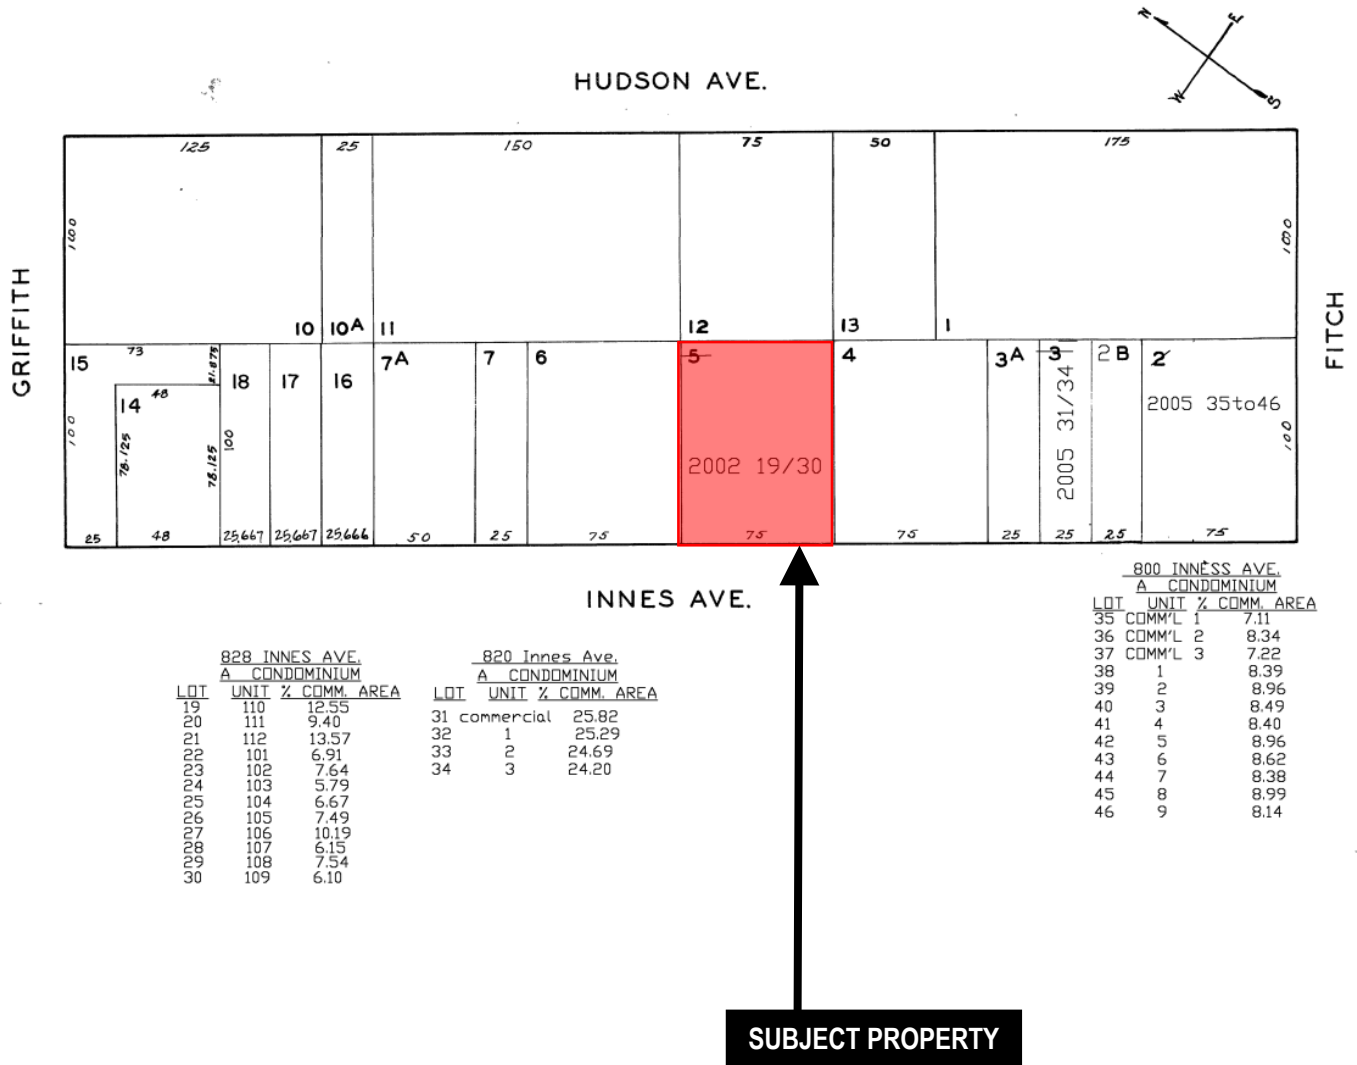 N E
W S
HUDSON AVE.
125 25 150 75 50 175
100 100
GRIFFITH
FITCH
10 10A 11 12 13 1
15 73 21.875 18 17 16 7A 7 6 5 4 3A 3 2B 2
14 48
2005 35to46
2005 31/34
100 78.125 78.125 100 100
2002 19/30
25 48 25,667 25,667 25,666 50 25 75 75 75 25 25 25 75
INNES AVE.
828 INNES AVE.
A CONDOMINIUM
LOT UNIT % COMM. AREA
19 110 12.55
20 111 9.40
21 112 13.57
22 101 6.91
23 102 7.64
24 103 5.79
25 104 6.67
26 105 7.49
27 106 10.19
28 107 6.15
29 108 7.54
30 109 6.10
820 Innes Ave.
A CONDOMINIUM
LOT UNIT % COMM. AREA
31 commercial 25.82
32 1 25.29
33 2 24.69
34 3 24.20
800 INNESS AVE.
A CONDOMINIUM
LOT UNIT % COMM. AREA
35 COMM'L 1 7.11
36 COMM'L 2 8.34
37 COMM'L 3 7.22
38 1 8.39
39 2 8.96
40 3 8.49
41 4 8.40
42 5 8.96
43 6 8.62
44 7 8.38
45 8 8.99
46 9 8.14
SUBJECT PROPERTY